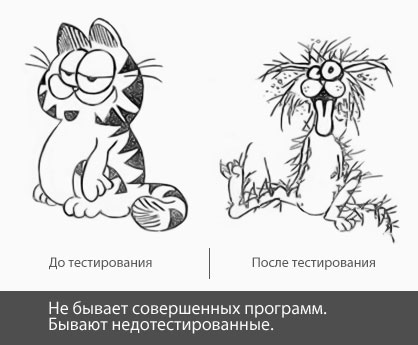 До тестирования
После тестирования
Не бывает совершенных программ.
Бывают недотестированные.